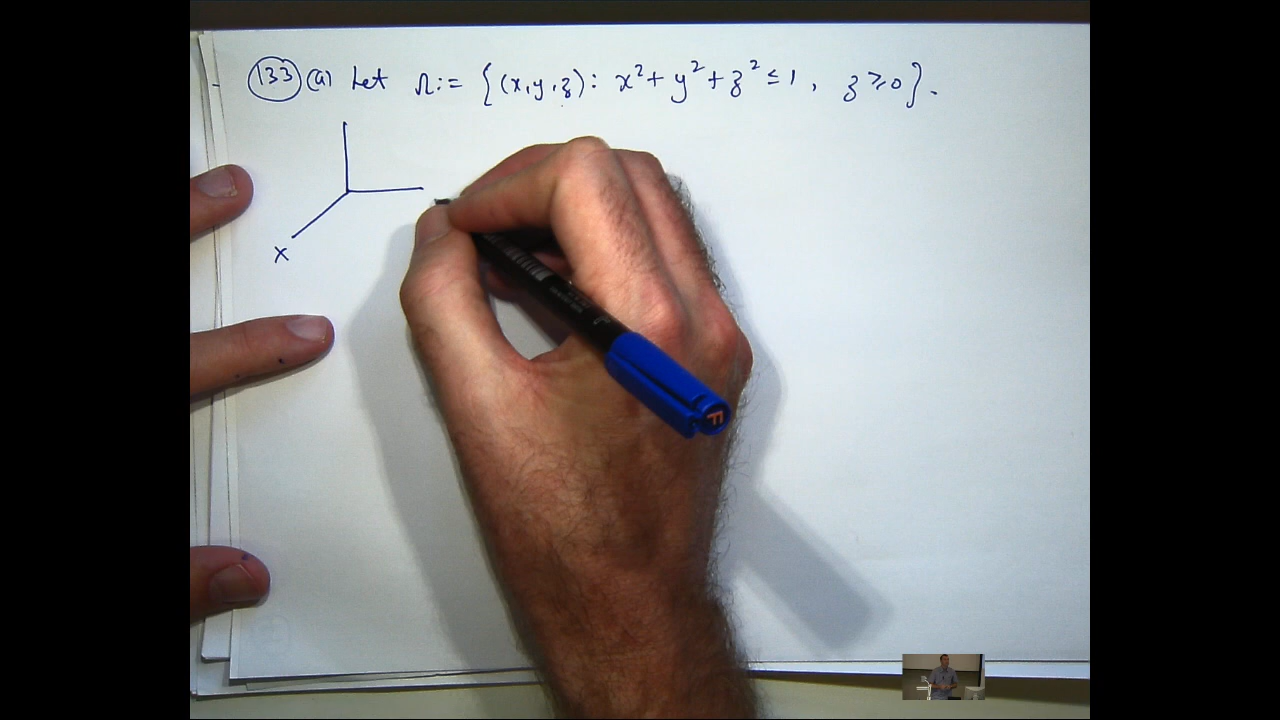 133 (a) Let Ω := {(x, y, z): x² + y² + z² ≤ 1, z ≥ 0}.
x
F